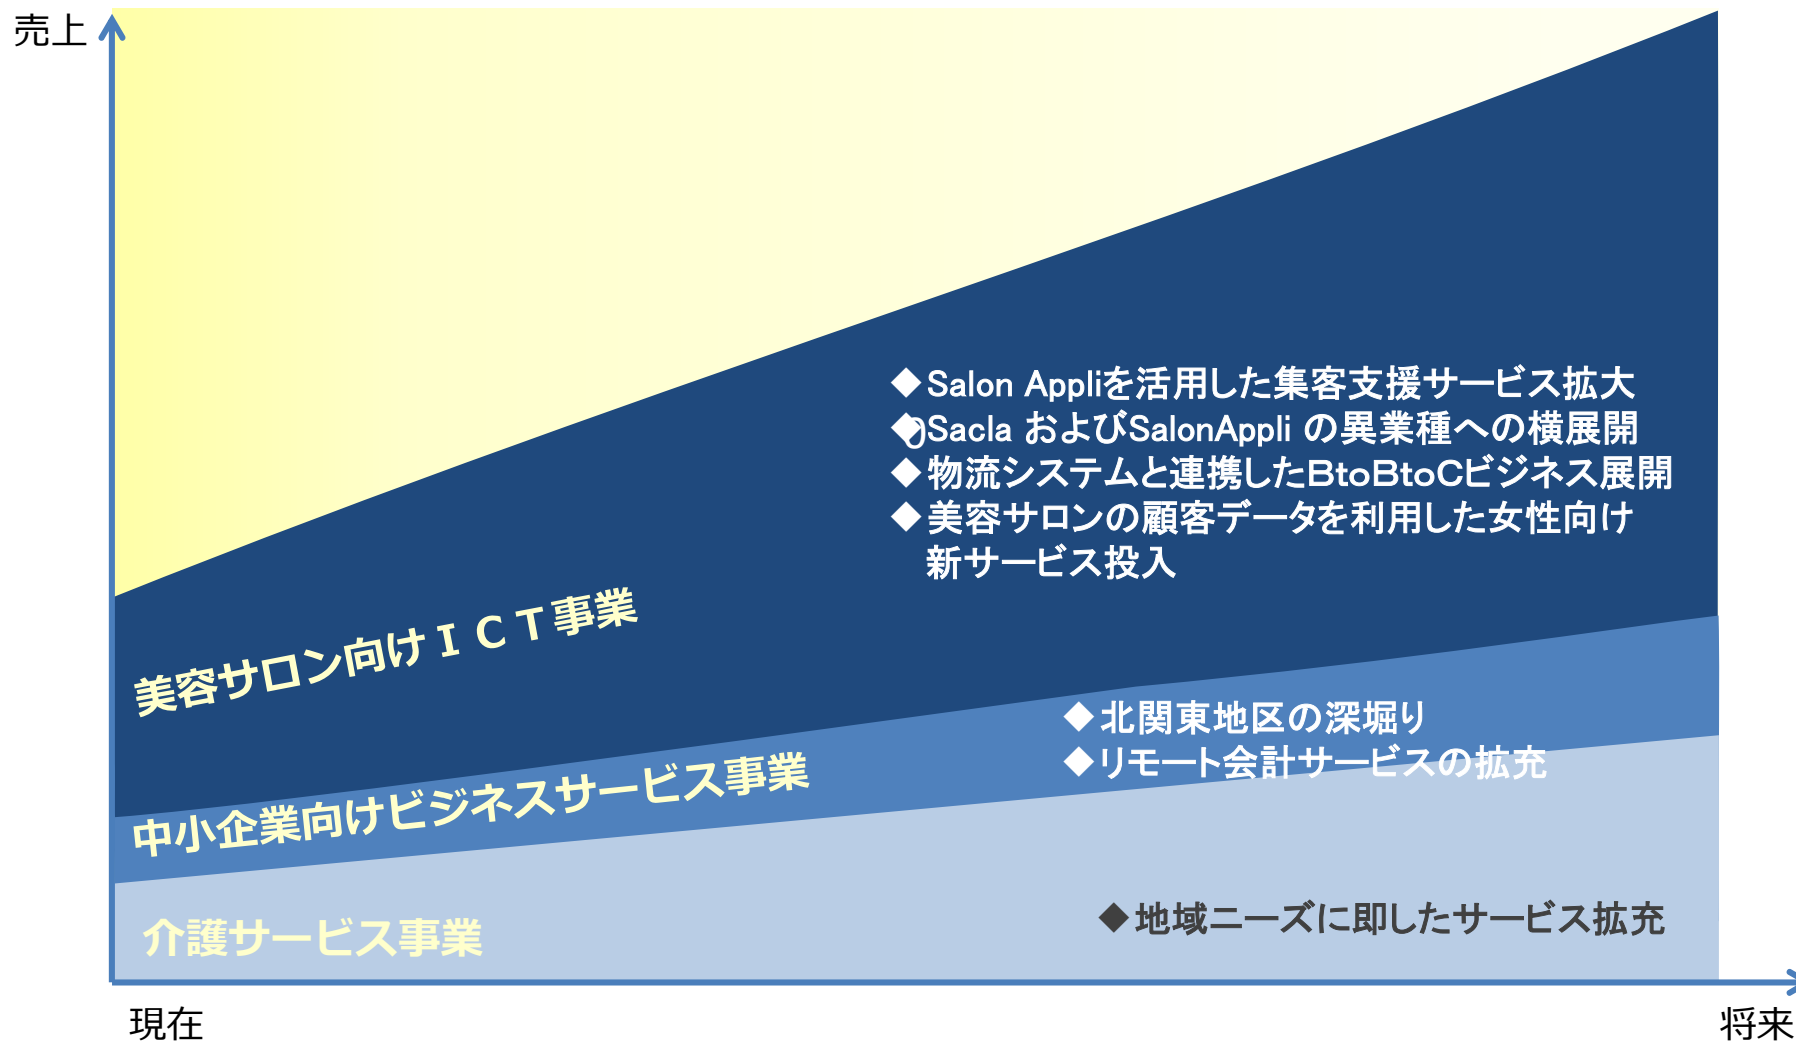 売上
◆Salon Appliを活用した集客支援サービス拡大
◆Sacla およびSalonAppli の異業種への横展開
◆物流システムと連携したBtoBtoCビジネス展開
◆美容サロンの顧客データを利用した女性向け
新サービス投入
美容サロン向けＩＣＴ事業
◆北関東地区の深堀り
◆リモート会計サービスの拡充
中小企業向けビジネスサービス事業
◆地域ニーズに即したサービス拡充
介護サービス事業
現在
将来